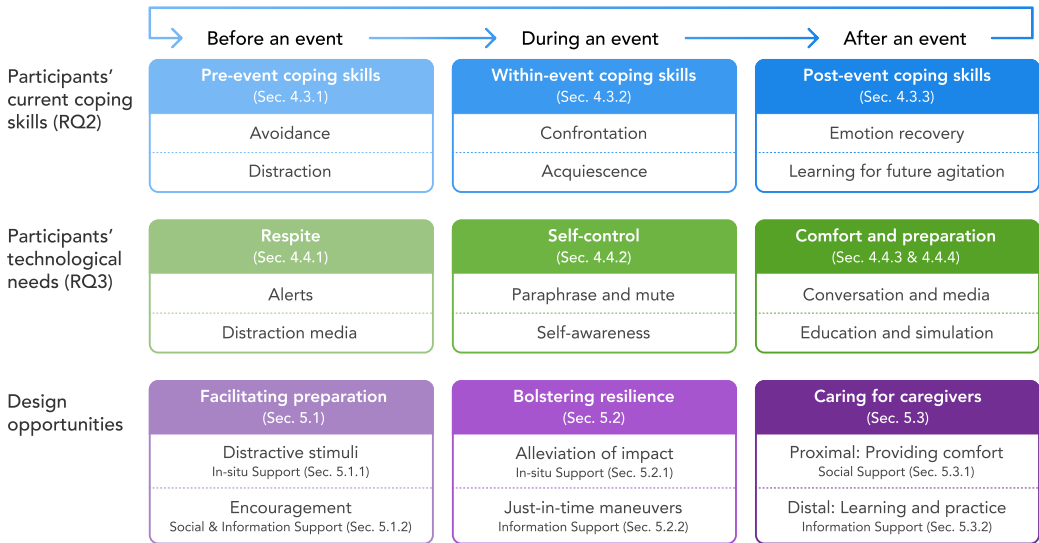 Before an event
During an event
After an event
Participants’
current coping
skills (RQ2)
Pre-event coping skills
(Sec. 4.3.1)
Avoidance
Distraction
Within-event coping skills
(Sec. 4.3.2)
Confrontation
Acquiescence
Post-event coping skills
(Sec. 4.3.3)
Emotion recovery
Learning for future agitation
Participants’
technological
needs (RQ3)
Respite
(Sec. 4.4.1)
Alerts
Distraction media
Self-control
(Sec. 4.4.2)
Paraphrase and mute
Self-awareness
Comfort and preparation
(Sec. 4.4.3 & 4.4.4)
Conversation and media
Education and simulation
Design
opportunities
Facilitating preparation
(Sec. 5.1)
Distractive stimuli
In-situ Support (Sec. 5.1.1)
Encouragement
Social & Information Support (Sec. 5.1.2)
Bolstering resilience
(Sec. 5.2)
Alleviation of impact
In-situ Support (Sec. 5.2.1)
Just-in-time maneuvers
Information Support (Sec. 5.2.2)
Caring for caregivers
(Sec. 5.3)
Proximal: Providing comfort
Social Support (Sec. 5.3.1)
Distal: Learning and practice
Information Support (Sec. 5.3.2)